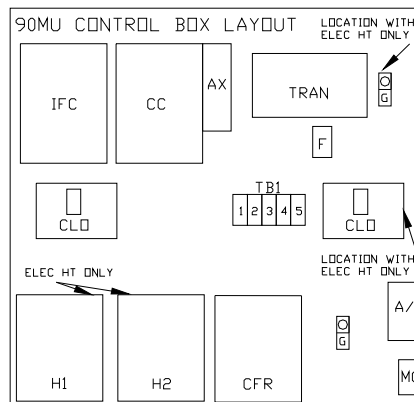 90MU CONTROL BOX LAYOUT
LOCATION WITH
ELEC HT ONLY
IFC
CC
AX
TRAN
G
F
TB1
1 2 3 4 5
CLO
CLO
LOCATION WITH
ELEC HT ONLY
ELEC HT ONLY
A/
G
H1
H2
CFR